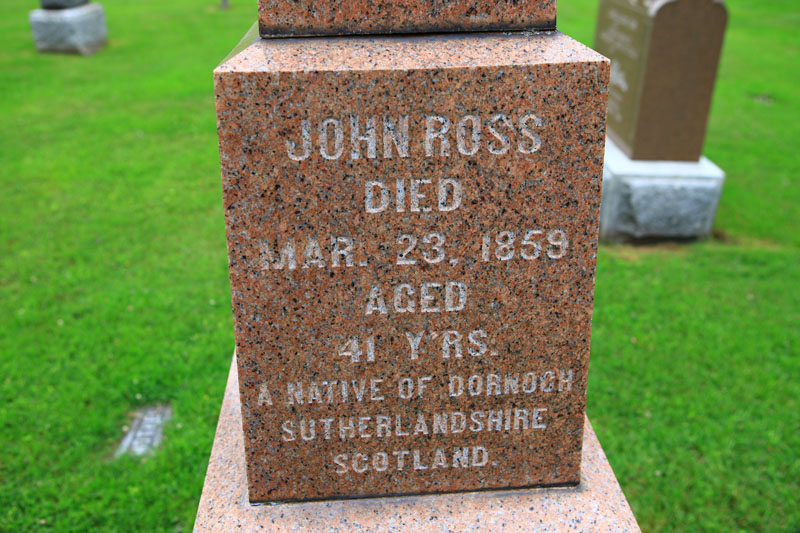 JOHN ROSS
DIED
MAR. 23, 1859
AGED
41 Y'RS.
A NATIVE OF DORNOCH
SUTHERLANDSHIRE
SCOTLAND.